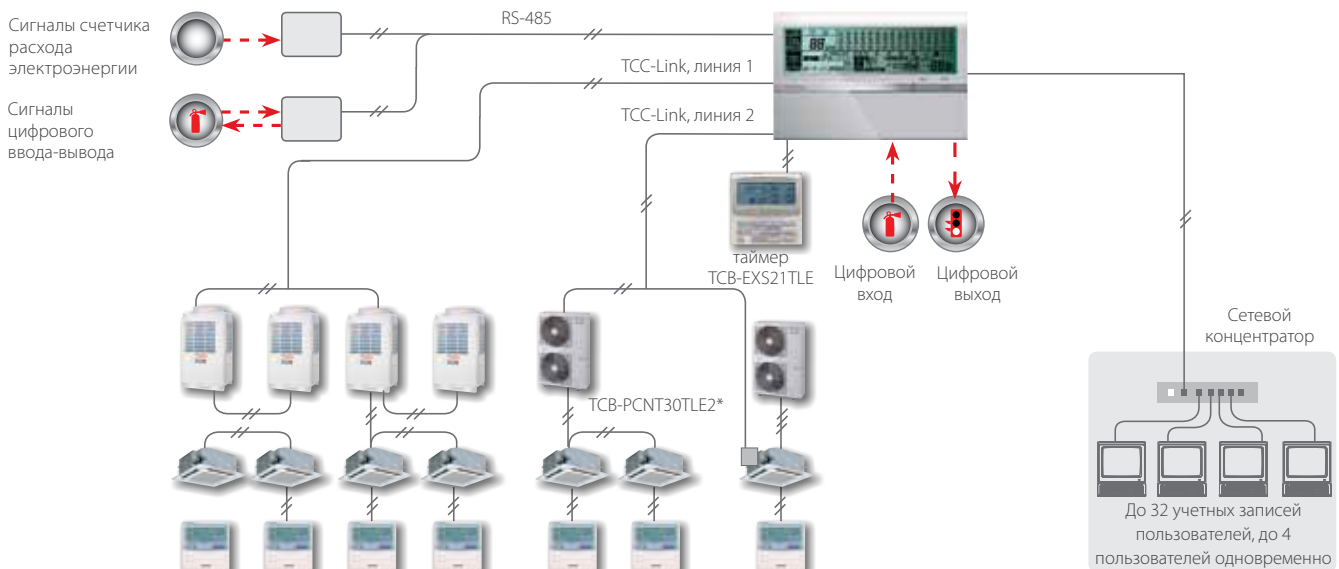 Сигналы счетчика
расхода
электроэнергии
Сигналы
цифрового
ввода-вывода
RS-485
TCC-Link, линия 1
TCC-Link, линия 2
таймер
TCB-EXS21TLE
Цифровой
вход
Цифровой
выход
Сетевой
концентратор
TCB-PCNT30TLE2*
До 32 учетных записей
пользователей, до 4
пользователей одновременно